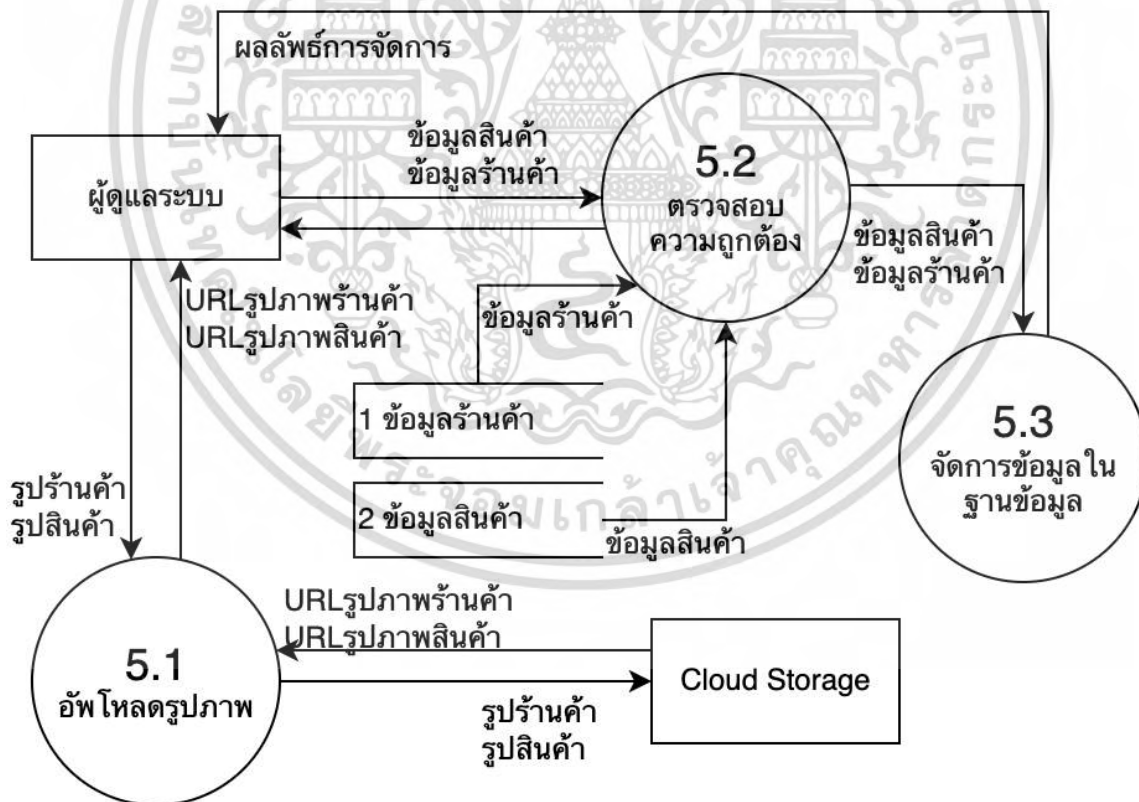 ผลลัพธ์การจัดการ
ข้อมูลสินค้า
ข้อมูลร้านค้า
5.2
ตรวจสอบ
ความถูกต้อง
ผู้ดูแลระบบ
ข้อมูลสินค้า
ข้อมูลร้านค้า
URLรูปภาพร้านค้า
URLรูปภาพสินค้า
ข้อมูลร้านค้า
1 ข้อมูลร้านค้า
5.3
จัดการข้อมูลใน
ฐานข้อมูล
รูปร้านค้า
รูปสินค้า
2 ข้อมูลสินค้า
ข้อมูลสินค้า
URLรูปภาพร้านค้า
URLรูปภาพสินค้า
5.1
อัพโหลดรูปภาพ
Cloud Storage
รูปร้านค้า
รูปสินค้า